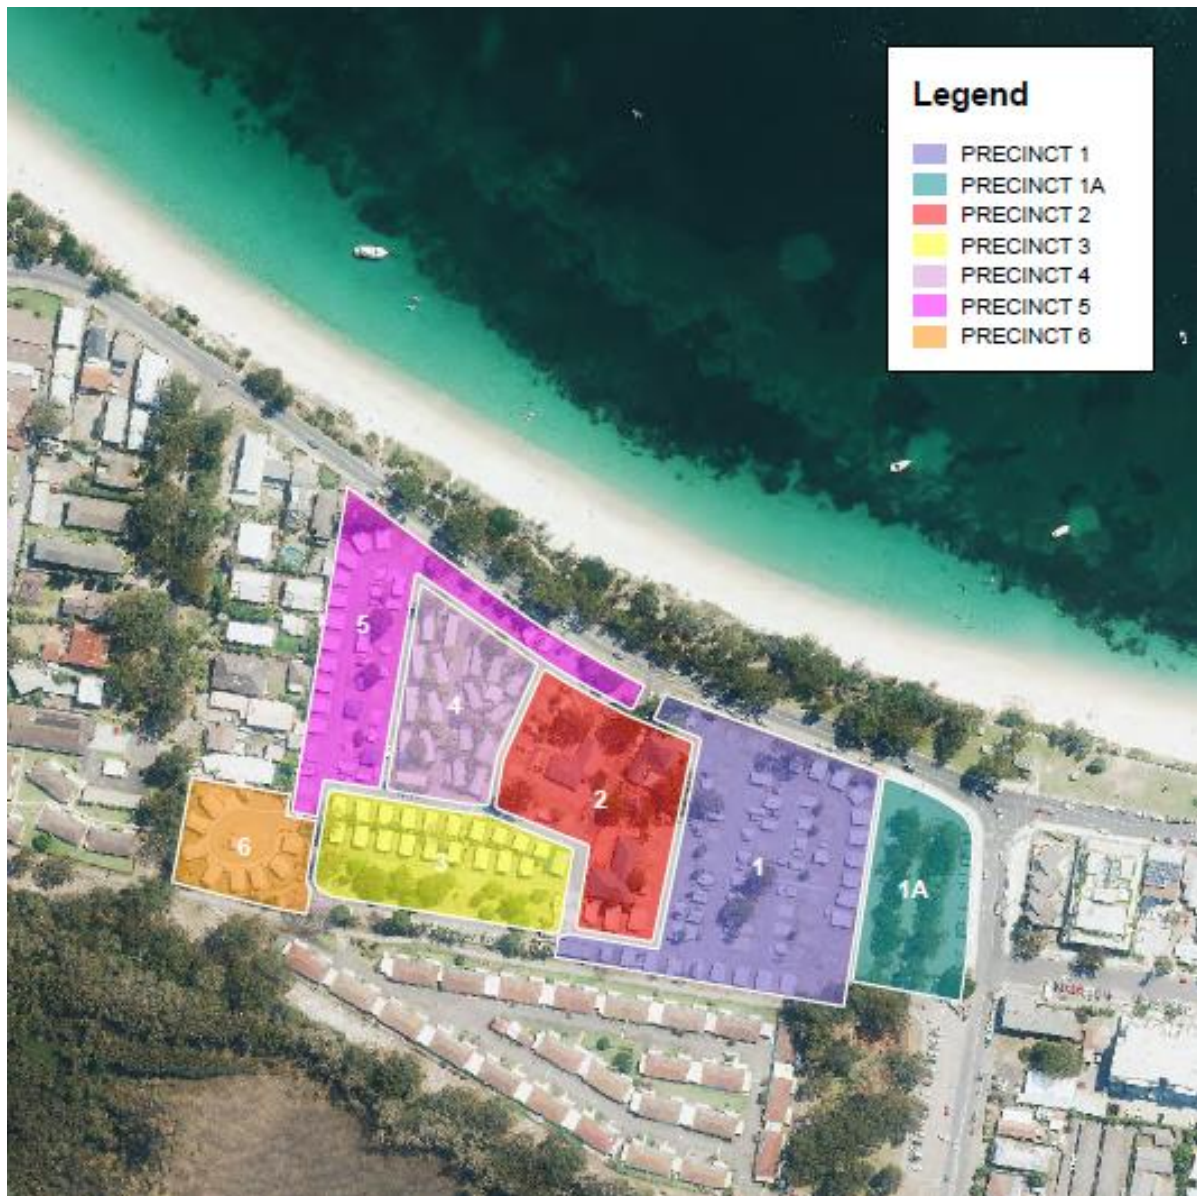 Legend
PRECINCT 1
PRECINCT 1A
PRECINCT 2
PRECINCT 3
PRECINCT 4
PRECINCT 5
PRECINCT 6
5
4
2
6
3
1
1A